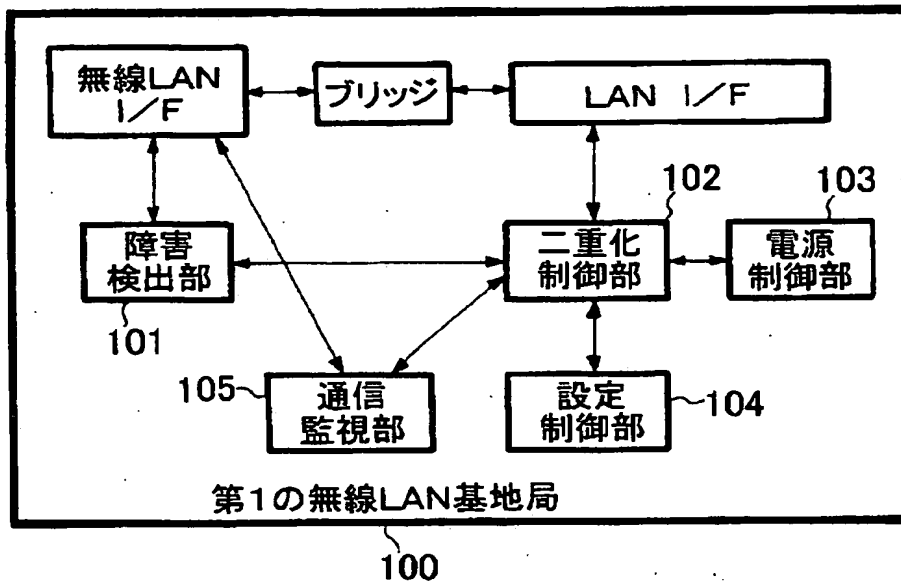 無線LAN
I／F
ブリッジ
LAN I／F
102
103
障害
検出部
二重化
制御部
電源
制御部
101
105
通信
監視部
設定
制御部
104
第1の無線LAN基地局
100